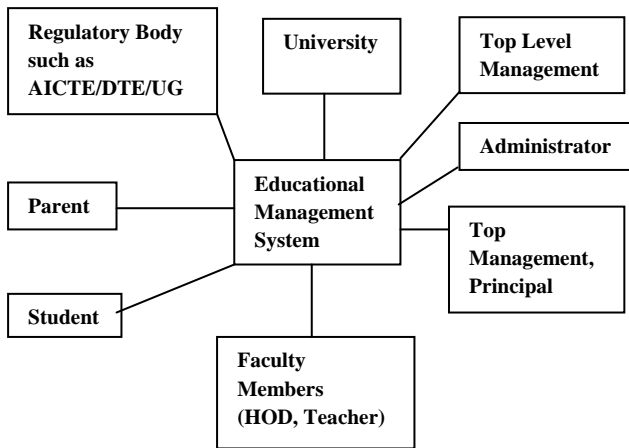 Regulatory Body
such as
AICTE/DTE/UG
University
Top Level
Management
Administrator
Educational
Management
System
Parent
Top
Management,
Principal
Student
Faculty
Members
(HOD, Teacher)